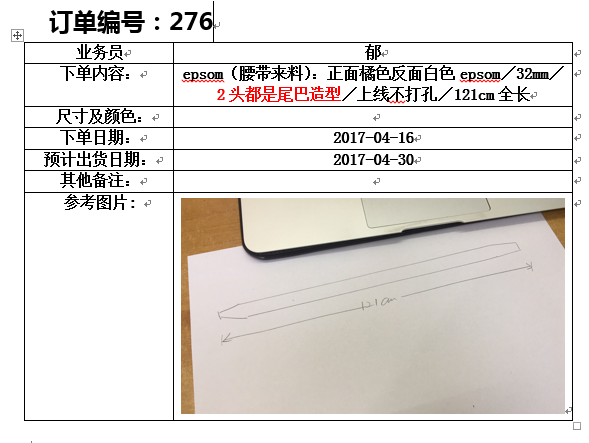 订单编号：276
业务员
郁
下单内容：
epsom（腰带来料）：正面橘色反面白色 epsom／32mm／
2 头都是尾巴造型／上线不打孔／121cm 全长
尺寸及颜色：
下单日期：
2017-04-16
预计出货日期：
2017-04-30
其他备注：
参考图片：
121cm